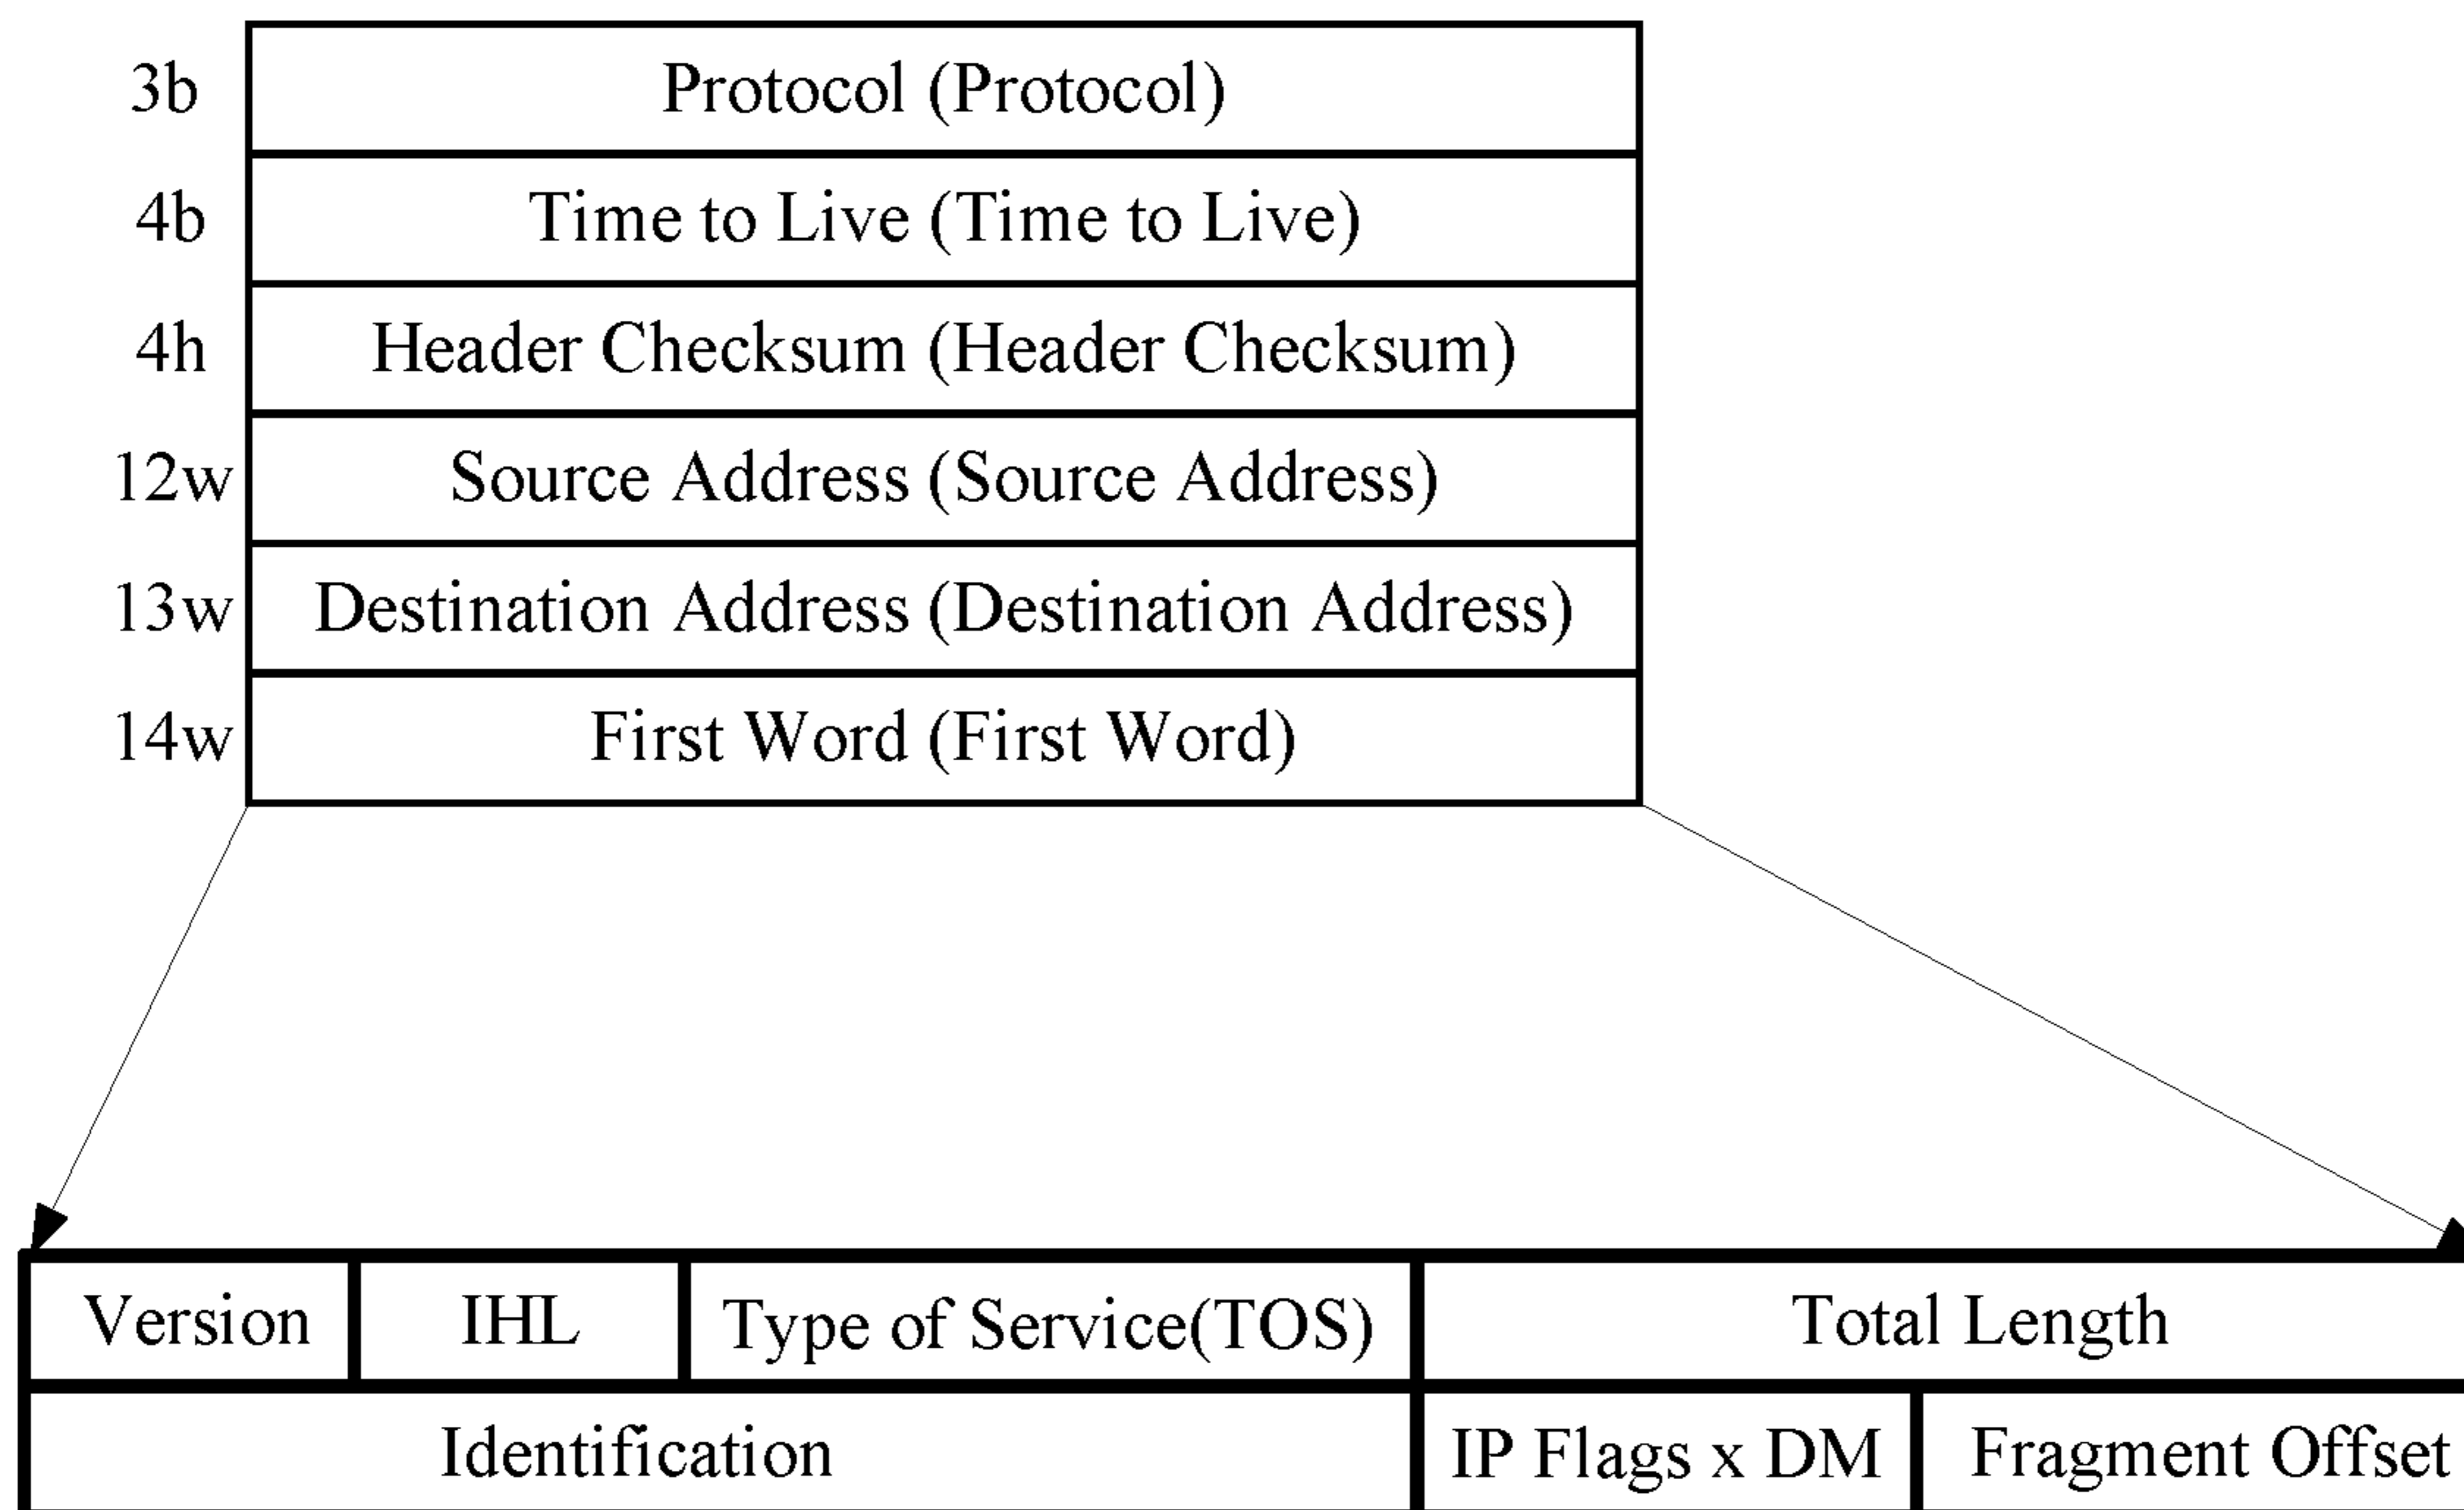 3b Protocol (Protocol)
4b Time to Live (Time to Live)
4h Header Checksum (Header Checksum)
12w Source Address (Source Address)
13w Destination Address (Destination Address)
14w First Word (First Word)
Version IHL Type of Service(TOS) Total Length
Identification IP Flags x DM Fragment Offset